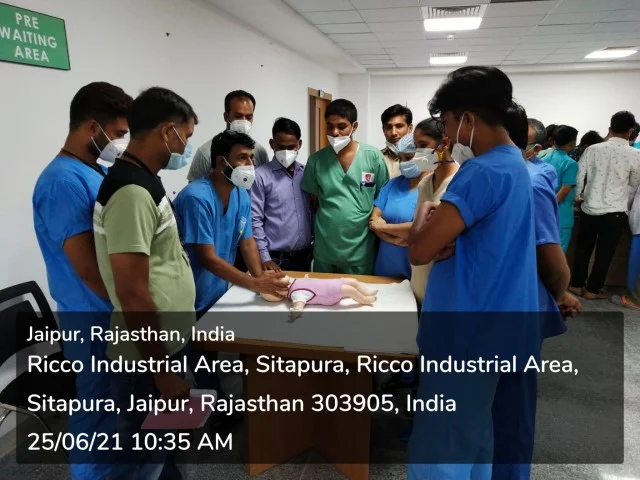 PRE
WAITING
AREA
Jaipur, Rajasthan, India
Ricco Industrial Area, Sitapura, Ricco Industrial Area,
Sitapura, Jaipur, Rajasthan 303905, India
25/06/21 10:35 AM